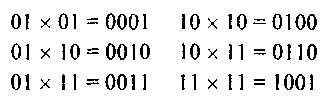 01 × 01 = 0001 10 × 10 = 0100
01 × 10 = 0010 10 × 11 = 0110
01 × 11 = 0011 11 × 11 = 1001